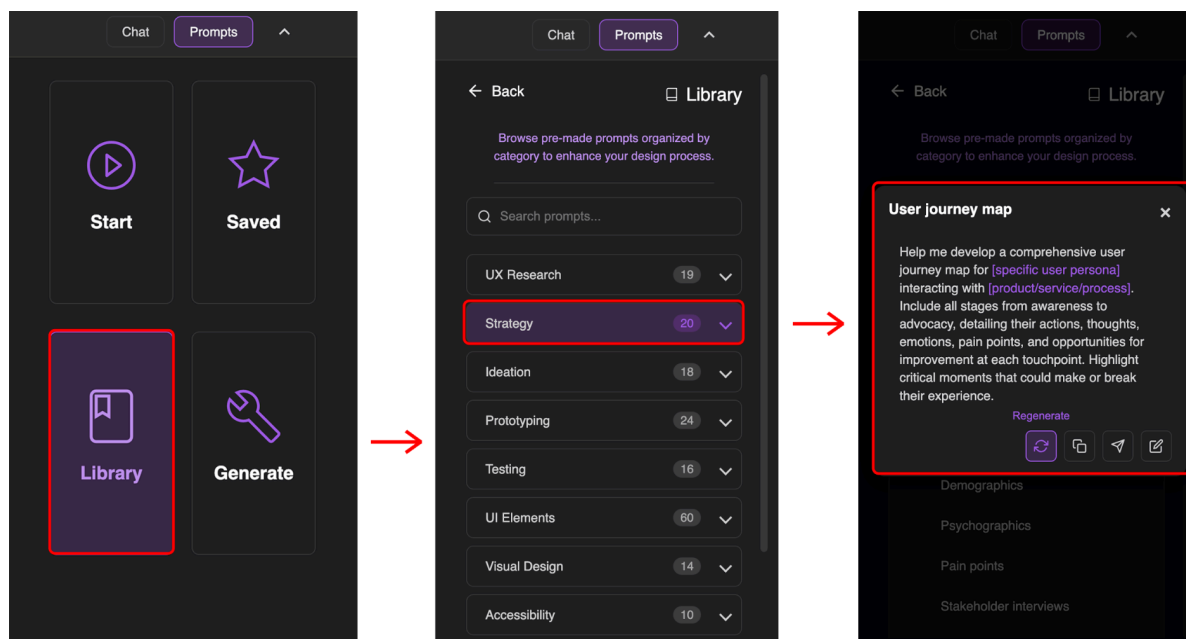 Chat
Prompts
Start
Saved
Library
Generate
Chat
Prompts
Back
Library
Browse pre-made prompts organized by
category to enhance your design process.
Search prompts...
UX Research
19
Strategy
20
Ideation
18
Prototyping
24
Testing
16
UI Elements
60
Visual Design
14
Accessibility
10
Chat
Prompts
Back
Library
Browse pre-made prompts organized by
category to enhance your design process.
User journey map
Help me develop a comprehensive user
journey map for [specific user persona]
interacting with [product/service/process].
Include all stages from awareness to
advocacy, detailing their actions, thoughts,
emotions, pain points, and opportunities for
improvement at each touchpoint. Highlight
critical moments that could make or break
their experience.
Regenerate
Demographics
Psychographics
Pain points
Stakeholder interviews